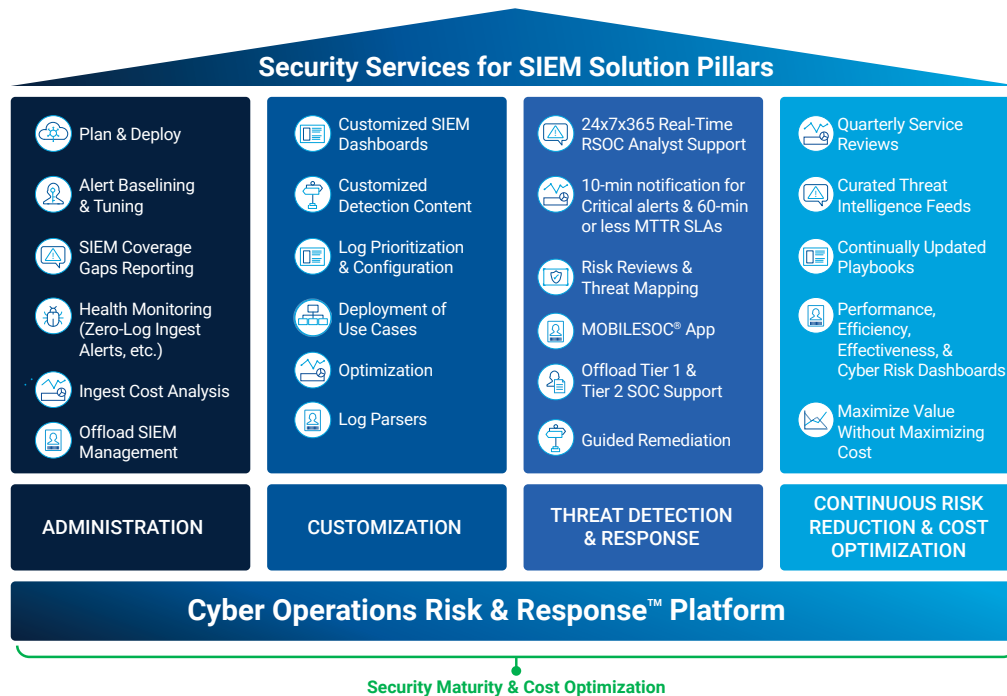 Security Services for SIEM Solution Pillars
Plan & Deploy
Alert Baselining
& Tuning
SIEM Coverage
Gaps Reporting
Health Monitoring
(Zero-Log Ingest
Alerts, etc.)
Ingest Cost Analysis
Offload SIEM
Management
ADMINISTRATION
Customized SIEM
Dashboards
Customized
Detection Content
Log Prioritization
& Configuration
Deployment of
Use Cases
Optimization
Log Parsers
CUSTOMIZATION
24x7x365 Real-Time
RSOC Analyst Support
10-min notification for
Critical alerts & 60-min
or less MTTR SLAs
Risk Reviews &
Threat Mapping
MOBILESOC® App
Offload Tier 1 &
Tier 2 SOC Support
Guided Remediation
THREAT DETECTION
& RESPONSE
Quarterly Service
Reviews
Curated Threat
Intelligence Feeds
Continually Updated
Playbooks
Performance,
Efficiency,
Effectiveness, &
Cyber Risk Dashboards
Maximize Value
Without Maximizing
Cost
CONTINUOUS RISK
REDUCTION & COST
OPTIMIZATION
Cyber Operations Risk & Response™ Platform
Security Maturity & Cost Optimization